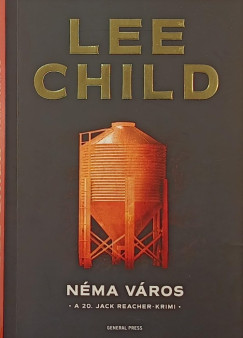 LEE
CHILD
NÉMA VÁROS
• A 20. JACK REACHER-KRIMI •
GENERAL PRESS